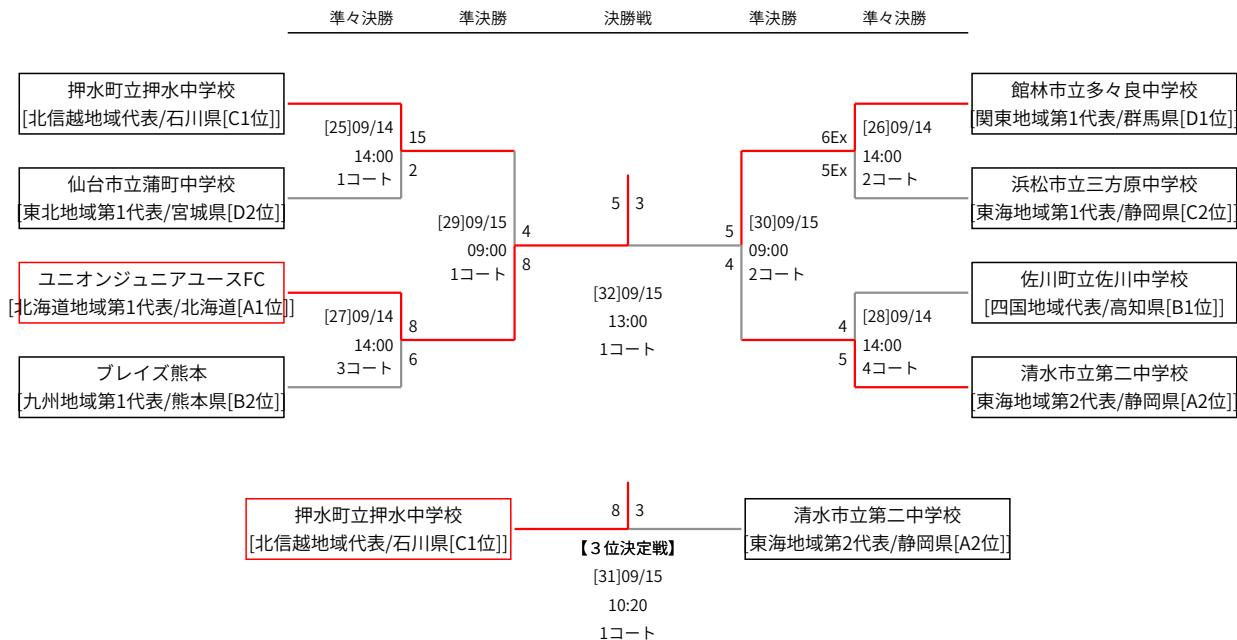 準々決勝 準決勝 決勝戦 準決勝 準々決勝
押水町立押水中学校
[北信越地域代表/石川県[C1位]]
仙台市立蒲町中学校
[東北地域第1代表/宮城県[D2位]]
ユニオンジュニアユースFC
[北海道地域第1代表/北海道[A1位]]
ブレイズ熊本
[九州地域第1代表/熊本県[B2位]]
[25]09/14
14:00
1コート
15
2
[27]09/14
14:00
3コート
8
6
[29]09/15
09:00
1コート
4
8
5 3
[32]09/15
13:00
1コート
5
4
[30]09/15
09:00
2コート
6Ex
5Ex
[26]09/14
14:00
2コート
4
5
[28]09/14
14:00
4コート
館林市立多々良中学校
[関東地域第1代表/群馬県[D1位]]
浜松市立三方原中学校
[東海地域第1代表/静岡県[C2位]]
佐川町立佐川中学校
[四国地域代表/高知県[B1位]]
清水市立第二中学校
[東海地域第2代表/静岡県[A2位]]
押水町立押水中学校
[北信越地域代表/石川県[C1位]]
8 3
【３位決定戦】
[31]09/15
10:20
1コート
清水市立第二中学校
[東海地域第2代表/静岡県[A2位]]